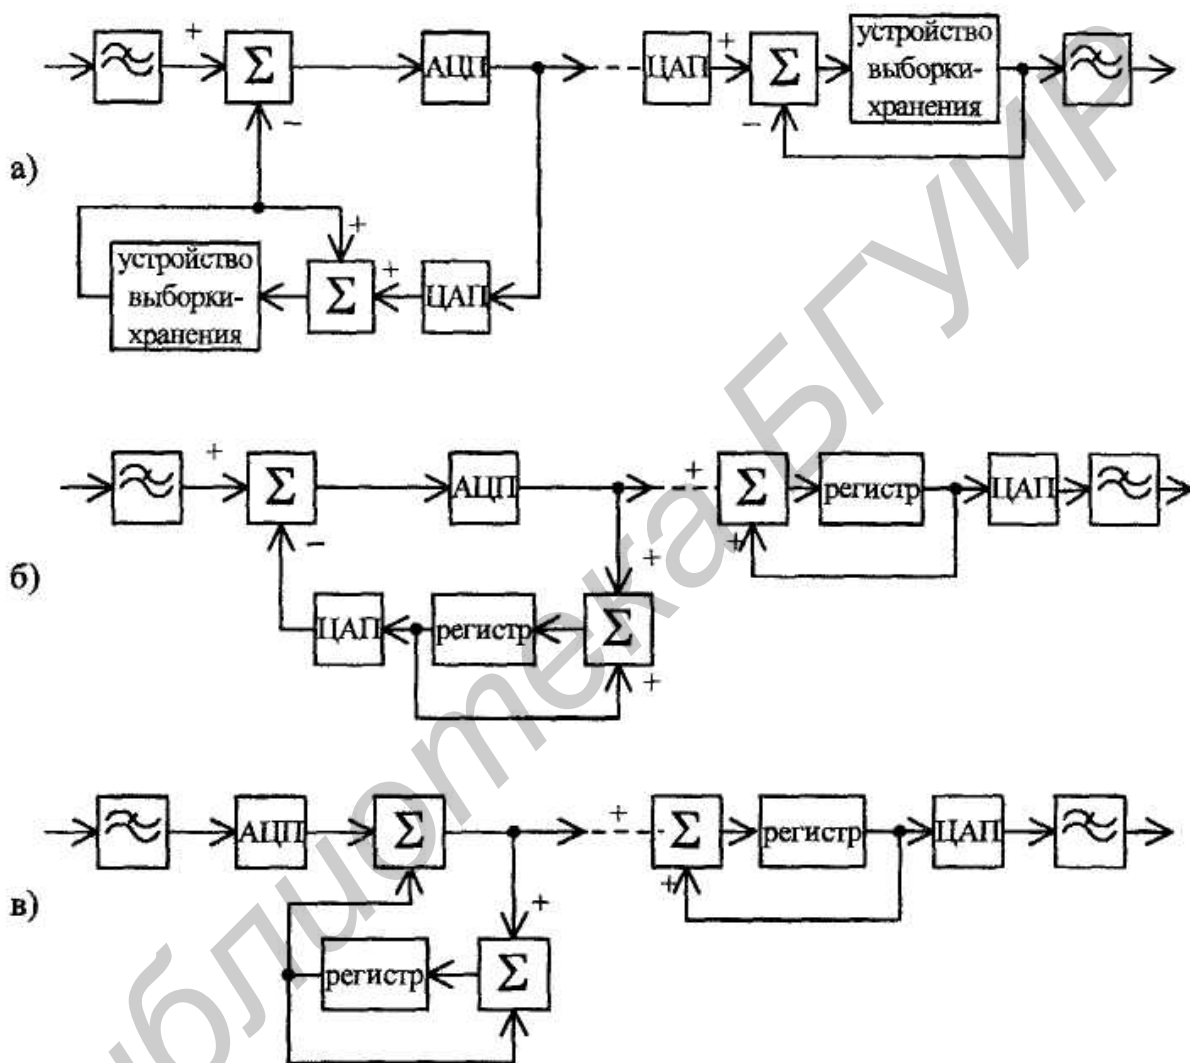 +
Σ
АЦП
ЦАП
+
Σ
устройство
выборки-
хранения
−
−
а)
+
устройство
выборки-
хранения
Σ
+
ЦАП
+
Σ
АЦП
+
Σ
регистр
ЦАП
+
−
+
б)
ЦАП
регистр
Σ
+
АЦП
Σ
+
Σ
регистр
ЦАП
+
в)
+
регистр
Σ
блиотека БГУИР